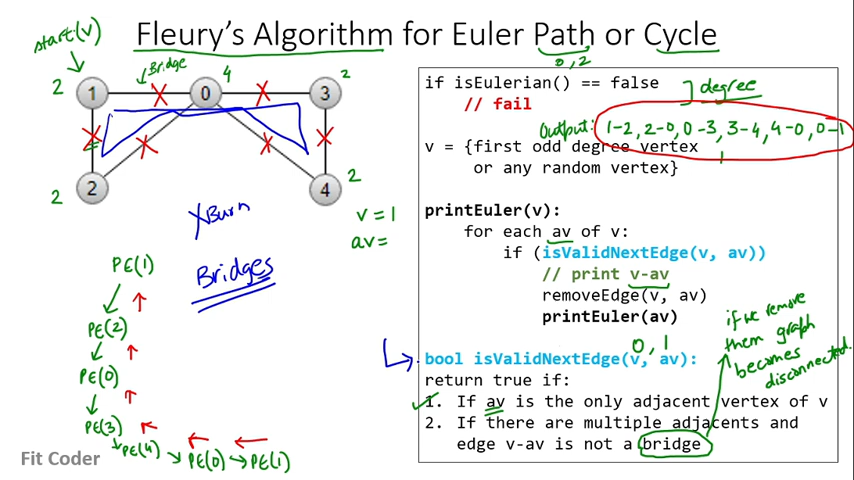 Fleury's Algorithm for Euler Path or Cycle
0, 2
start(v)
Bridge
2 1 0 4 3 2
2 2 4 2
Burn
Bridges
v = 1
av =
PE(1)
PE(2)
PE(0)
PE(3)
PE(4)
PE(0) PE(1)
if isEulerian() == false
// fail
degree
Output: 1-2, 2-0, 0-3, 3-4, 4-0, 0-1
v = {first odd degree vertex
or any random vertex}
1
printEuler(v):
for each av of v:
if (isValidNextEdge(v, av))
// print v-av
removeEdge(v, av)
printEuler(av)
0, 1
if we remove
them graph
becomes
disconnected.
bool isValidNextEdge(v, av):
return true if:
1. If av is the only adjacent vertex of v
2. If there are multiple adjacents and
edge v-av is not a bridge
Fit Coder